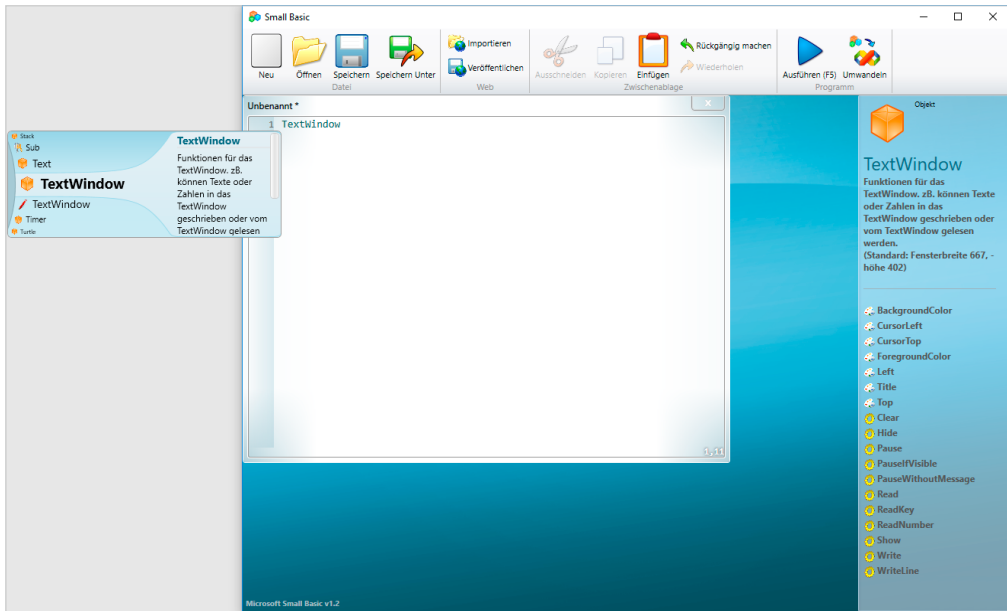 Small Basic
Neu
Öffnen
Speichern
Speichern Unter
Datei
Importieren
Veröffentlichen
Web
Ausschneiden
Kopieren
Einfügen
Rückgängig machen
Wiederholen
Zwischenablage
Ausführen (F5)
Umwandeln
Programm
Unbenannt *
x
1 TextWindow
1,11
Stack
Sub
Text
TextWindow
TextWindow
Timer
Turtle
TextWindow
Funktionen für das
TextWindow. zB.
können Texte oder
Zahlen in das
TextWindow
geschrieben oder vom
TextWindow gelesen
Objekt
TextWindow
Funktionen für das
TextWindow. zB. können Texte
oder Zahlen in das
TextWindow geschrieben oder
vom TextWindow gelesen
werden.
(Standard: Fensterbreite 667, -
höhe 402)
BackgroundColor
CursorLeft
CursorTop
ForegroundColor
Left
Title
Top
Clear
Hide
Pause
PauseIfVisible
PauseWithoutMessage
Read
ReadKey
ReadNumber
Show
Write
WriteLine
Microsoft Small Basic v1.2